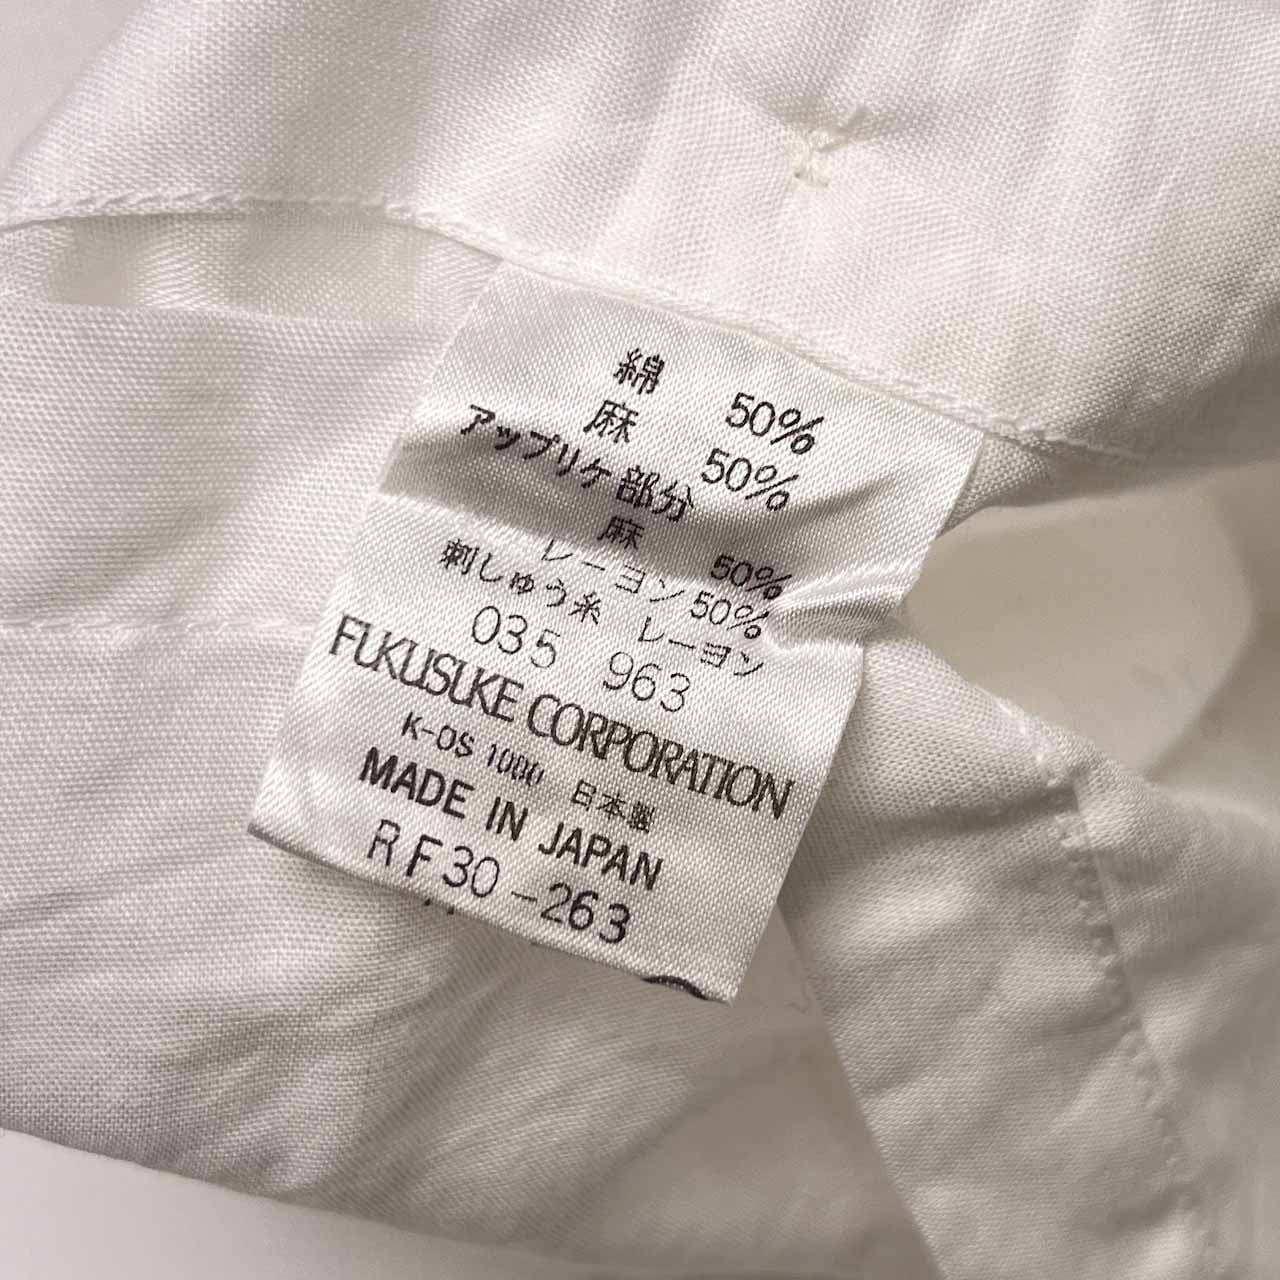 綿 50%
麻 50%
アップリケ部分
麻 50%
レーヨン 50%
刺しゅう糸 レーヨン
035 963
FUKUSUKE CORPORATION
K-OS 1000 日本製
MADE IN JAPAN
RF30-263